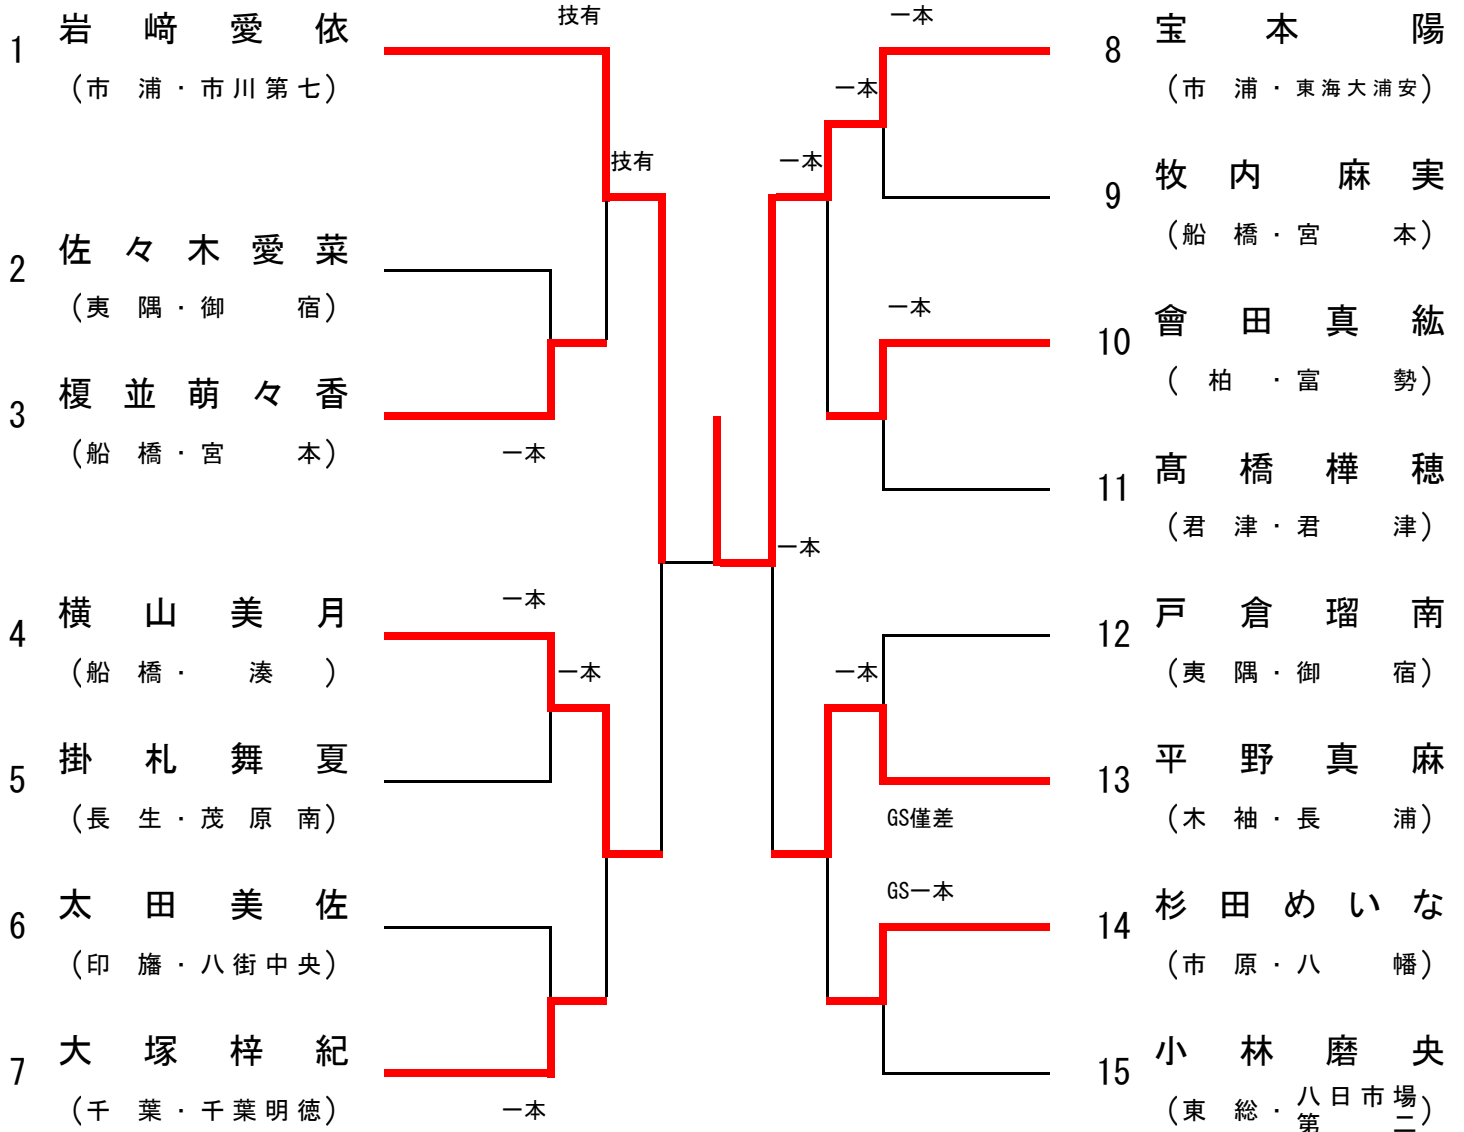 1 岩﨑愛依
(市浦・市川第七)
技有
技有
2 佐々木愛菜
(夷隅・御宿)
3 榎並萌々香
(船橋・宮本)
一本
4 横山美月
(船橋・湊)
一本
一本
5 掛札舞夏
(長生・茂原南)
6 太田美佐
(印旛・八街中央)
7 大塚梓紀
(千葉・千葉明徳)
一本
一本
8 宝本陽
(市浦・東海大浦安)
一本
一本
一本
9 牧内麻実
(船橋・宮本)
10 會田真紘
(柏・富勢)
一本
11 髙橋樺穂
(君津・君津)
12 戸倉瑠南
(夷隅・御宿)
一本
13 平野真麻
(木袖・長浦)
GS僅差
14 杉田めいな
(市原・八幡)
GS一本
15 小林磨央
(東総・八日市場第二)